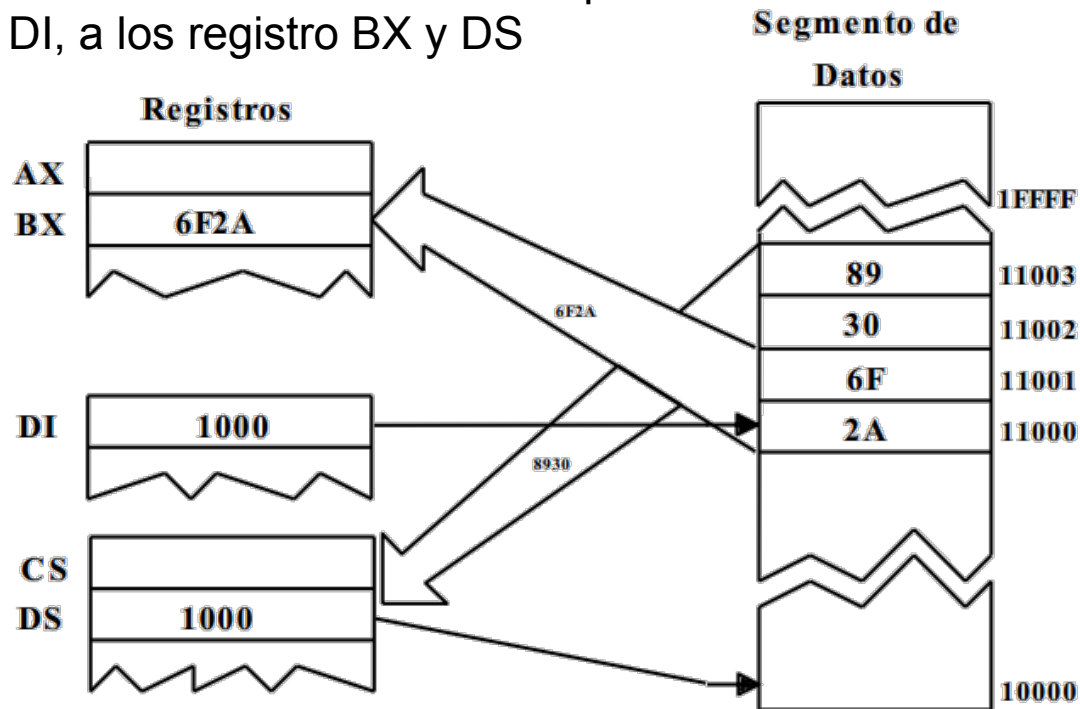 DI, a los registro BX y DS
Segmento de
Datos
Registros
AX
BX
6F2A
1FFFF
89
11003
30
11002
6F2A
6F
11001
DI
1000
2A
11000
8930
CS
DS
1000
10000